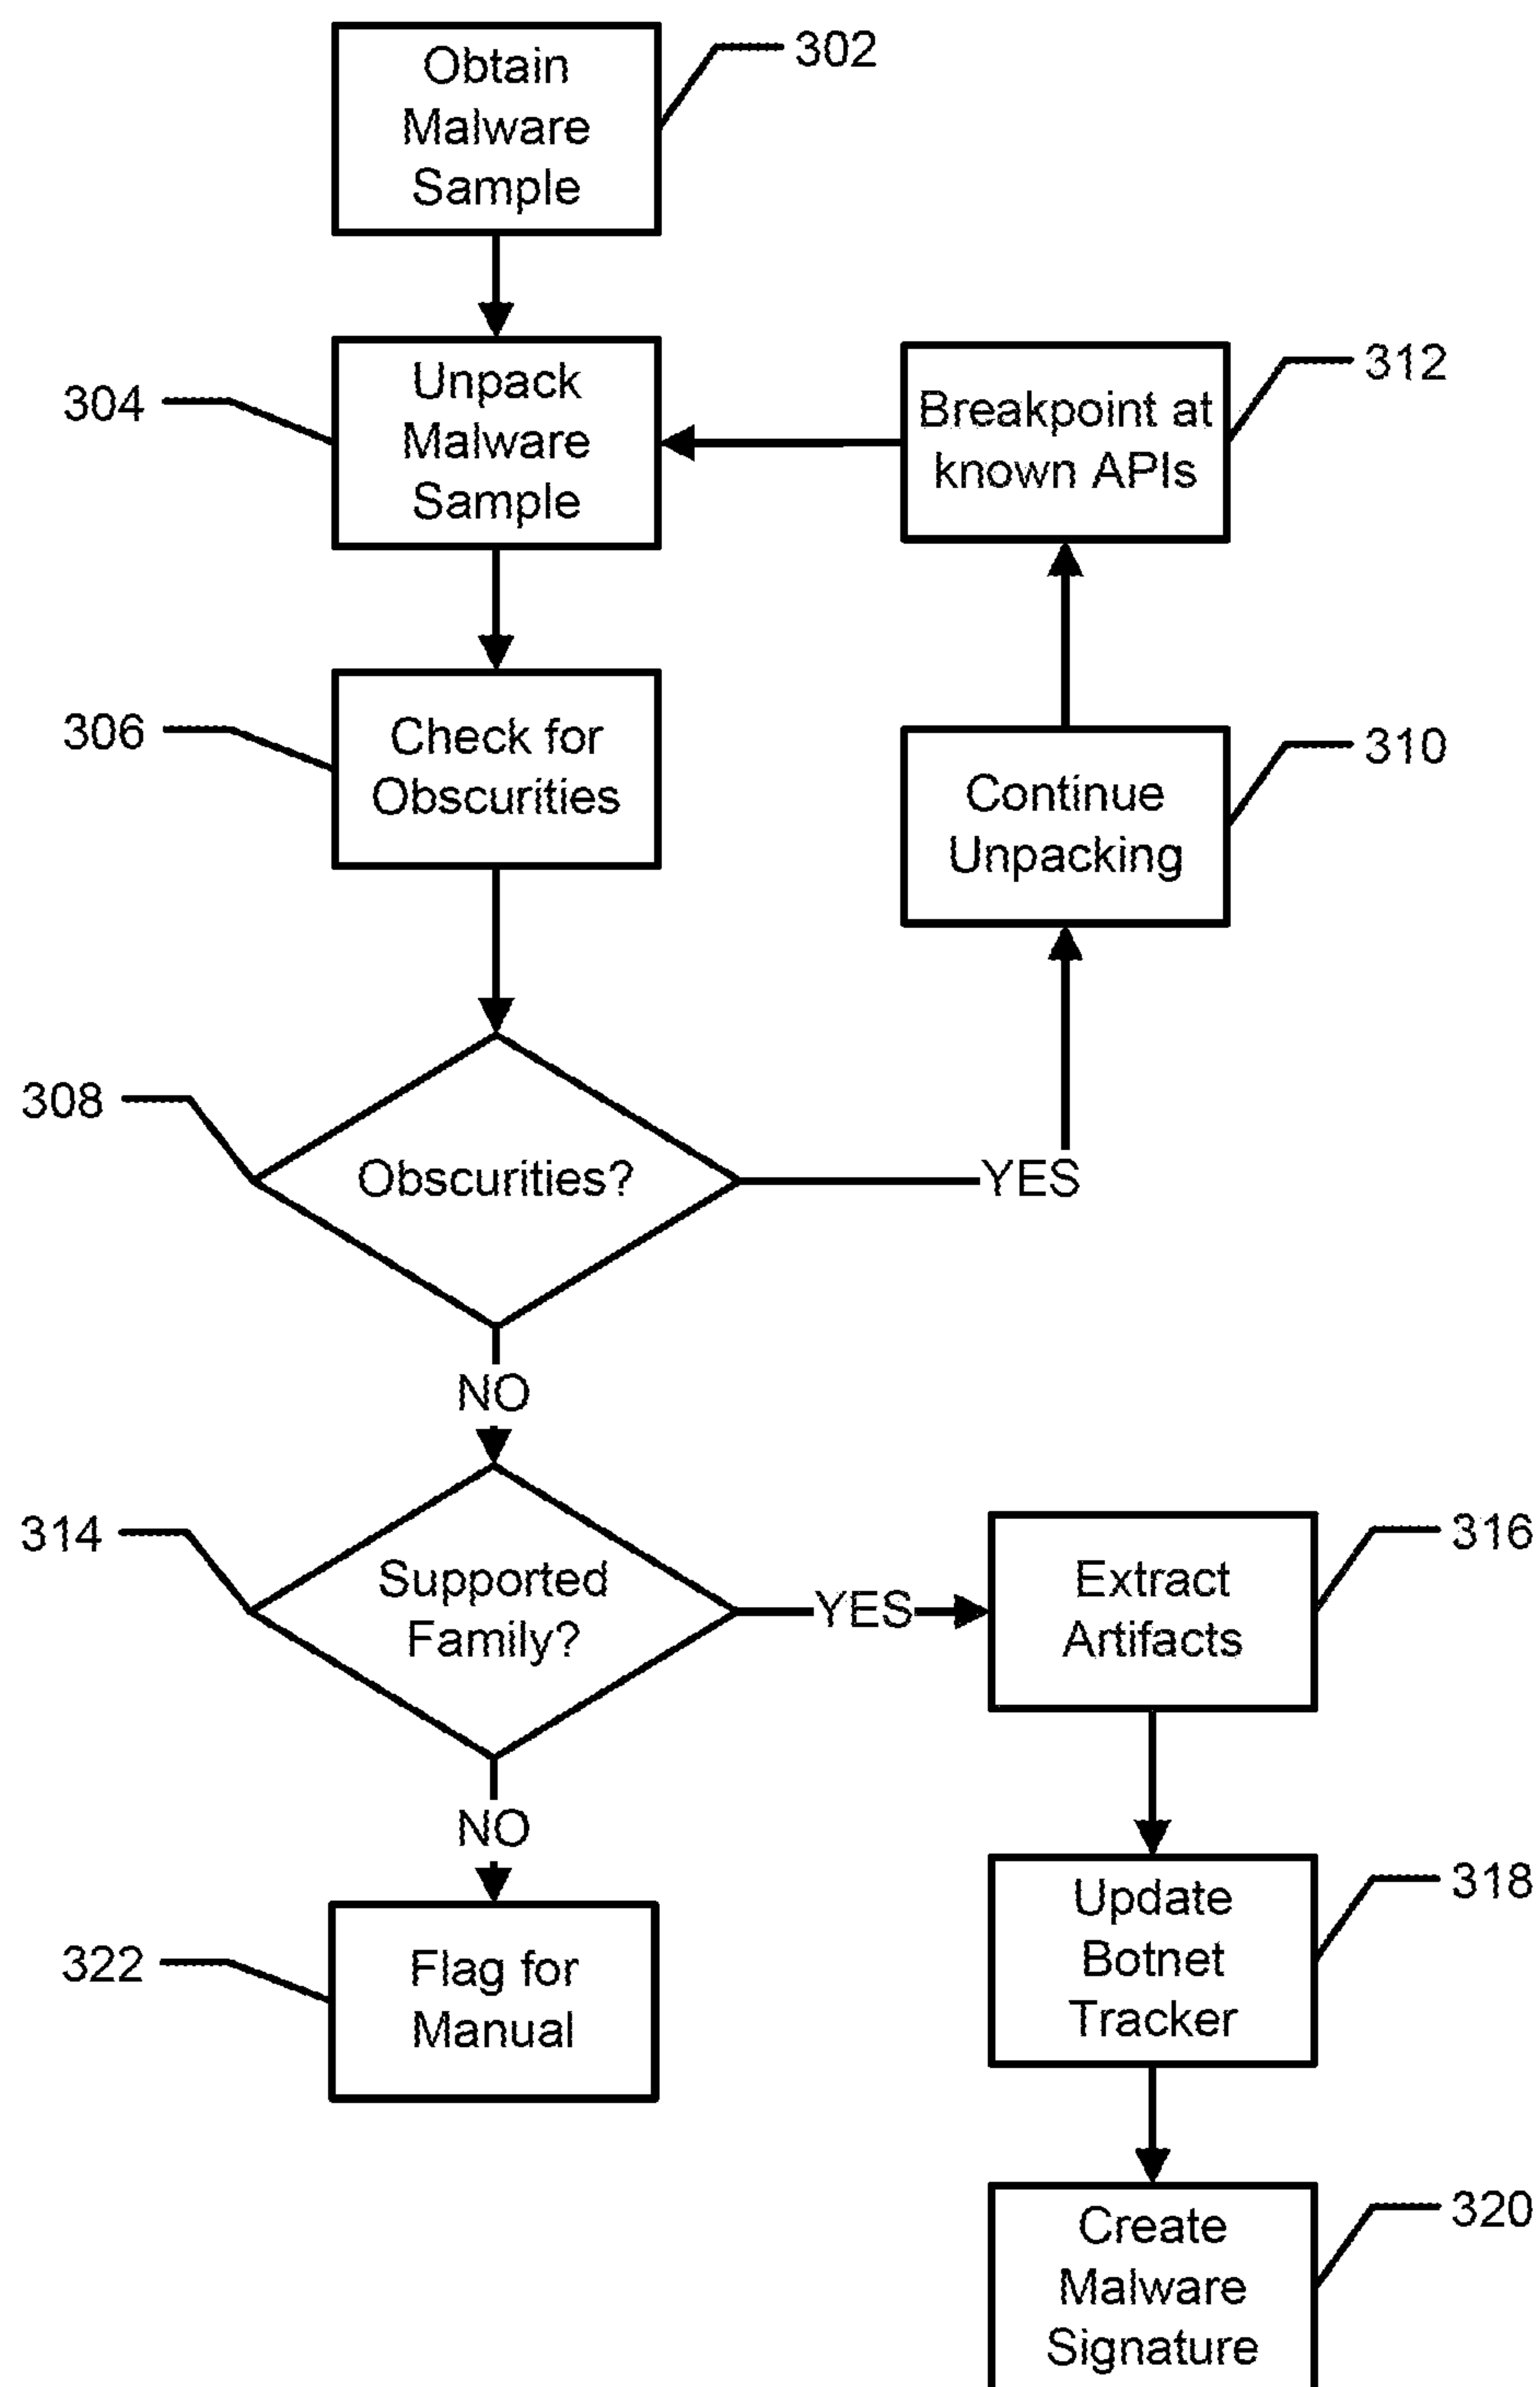 Obtain
Malware
Sample
302
Unpack
Malware
Sample
304
Breakpoint at
known APIs
312
Check for
Obscurities
306
Continue
Unpacking
310
Obscurities?
308
YES
NO
Supported
Family?
314
YES
Extract
Artifacts
316
NO
Update
Botnet
Tracker
318
Flag for
Manual
322
Create
Malware
Signature
320